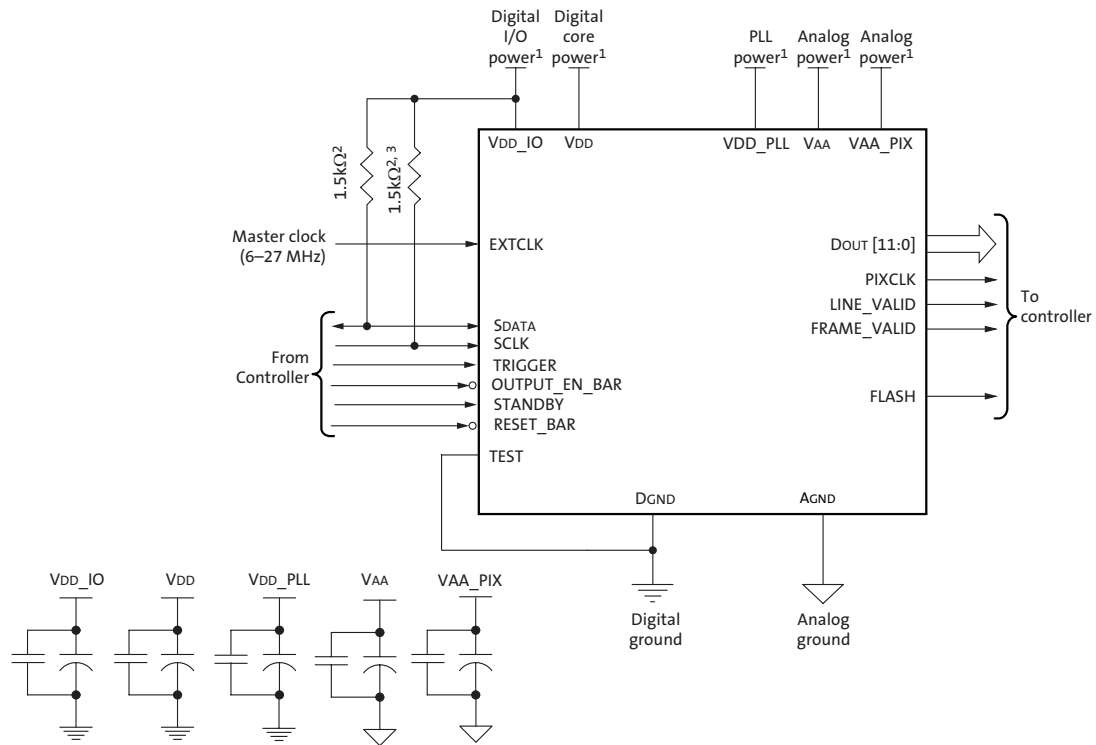 Digital
I/O
power1
Digital
core
power1
PLL
power1
Analog
power1
Analog
power1
VDD_IO
VDD
VDD_PLL
VAA
VAA_PIX
1.5kΩ2
1.5kΩ2, 3
Master clock
(6–27 MHz)
EXTCLK
DOUT [11:0]
PIXCLK
LINE_VALID
FRAME_VALID
FLASH
To
controller
From
Controller
SDATA
SCLK
TRIGGER
OUTPUT_EN_BAR
STANDBY
RESET_BAR
TEST
DGND
AGND
Digital
ground
Analog
ground
VDD_IO
VDD
VDD_PLL
VAA
VAA_PIX